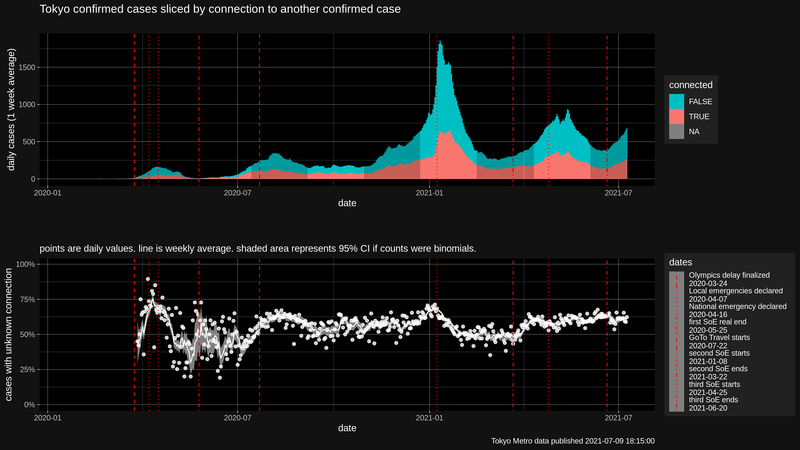 Tokyo confirmed cases sliced by connection to another confirmed case
daily cases (1 week average)
1500
1000
500
0
2020-01
2020-07
2021-01
2021-07
date
connected
FALSE
TRUE
NA
points are daily values. line is weekly average. shaded area represents 95% CI if counts were binomials.
cases with unknown connection
100%
75%
50%
25%
0%
2020-01
2020-07
2021-01
2021-07
date
dates
Olympics delay finalized
2020-03-24
Local emergencies declared
2020-04-07
National emergency declared
2020-04-16
first SoE real end
2020-05-25
GoTo Travel starts
2020-07-22
second SoE starts
2021-01-08
second SoE ends
2021-03-22
third SoE starts
2021-04-25
third SoE ends
2021-06-20
Tokyo Metro data published 2021-07-09 18:15:00